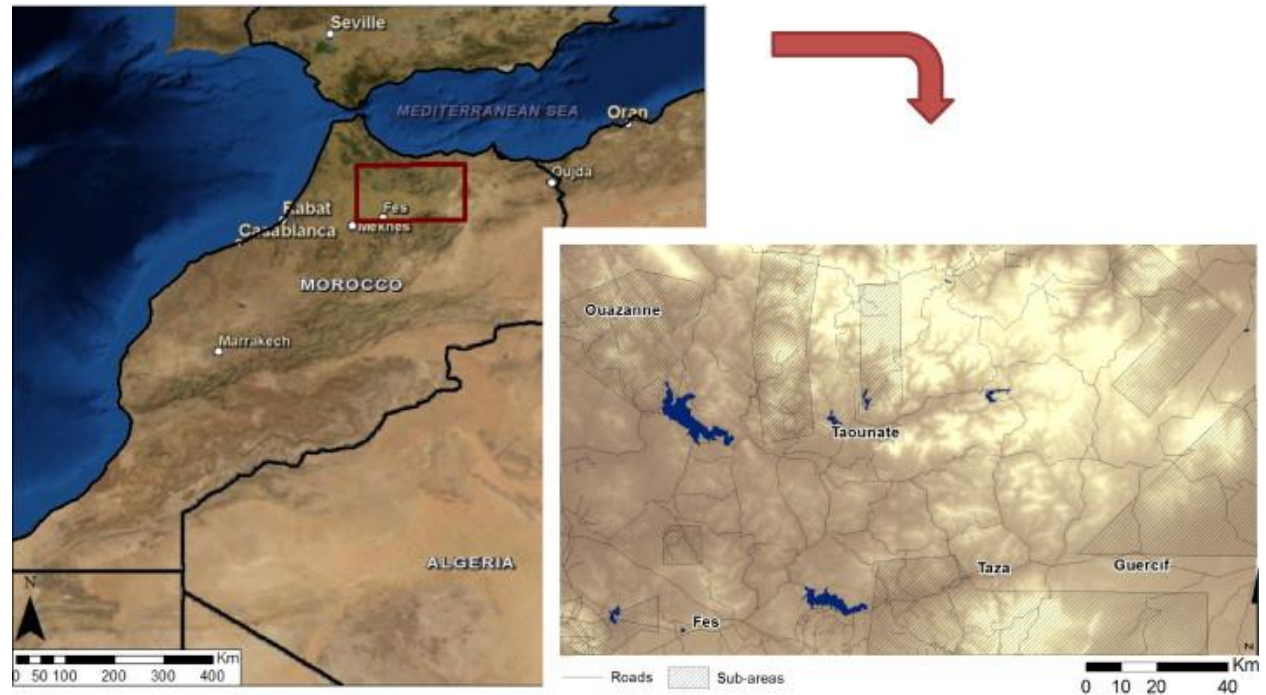 Seville
MEDITERRANEAN SEA
Oran
Oujda
Rabat
Fes
Meknes
Casablanca
MOROCCO
Marrakech
ALGERIA
N
Km
0 50 100 200 300 400
Ouazanne
Taounate
Taza
Guercif
Fes
N
Roads
Sub-areas
Km
0 10 20 40